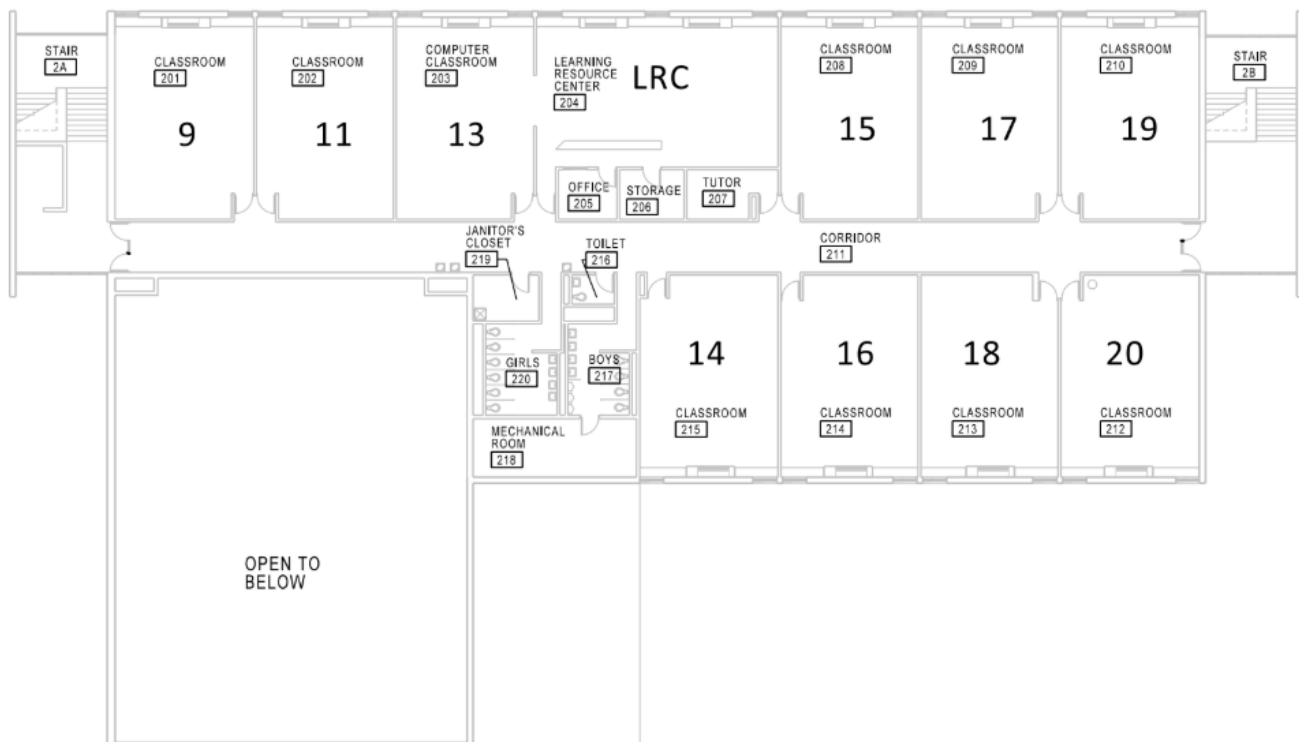 STAIR
2A
CLASSROOM
201
9
CLASSROOM
202
11
COMPUTER
CLASSROOM
203
13
LEARNING
RESOURCE
CENTER
204
LRC
CLASSROOM
208
15
CLASSROOM
209
17
CLASSROOM
210
19
STAIR
2B
OFFICE
205
STORAGE
206
TUTOR
207
JANITOR'S
CLOSET
219
TOILET
216
CORRIDOR
211
GIRLS
220
BOYS
217
14
CLASSROOM
215
16
CLASSROOM
214
18
CLASSROOM
213
20
CLASSROOM
212
MECHANICAL
ROOM
218
OPEN TO
BELOW